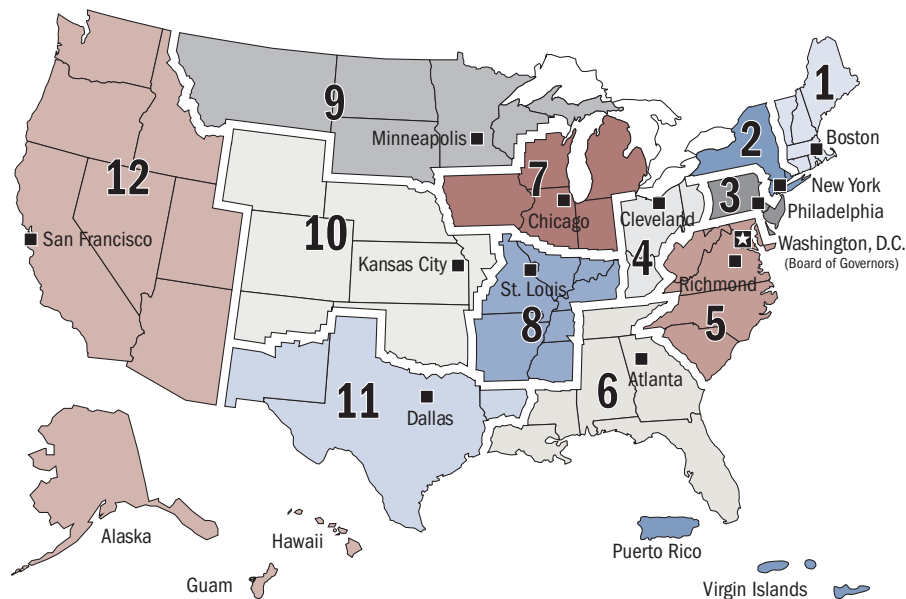 1
Boston
2
New York
3
Philadelphia
Washington, D.C.
(Board of Governors)
4
Cleveland
5
Richmond
6
Atlanta
7
Chicago
8
St. Louis
9
Minneapolis
10
Kansas City
11
Dallas
12
San Francisco
Alaska
Hawaii
Guam
Puerto Rico
Virgin Islands